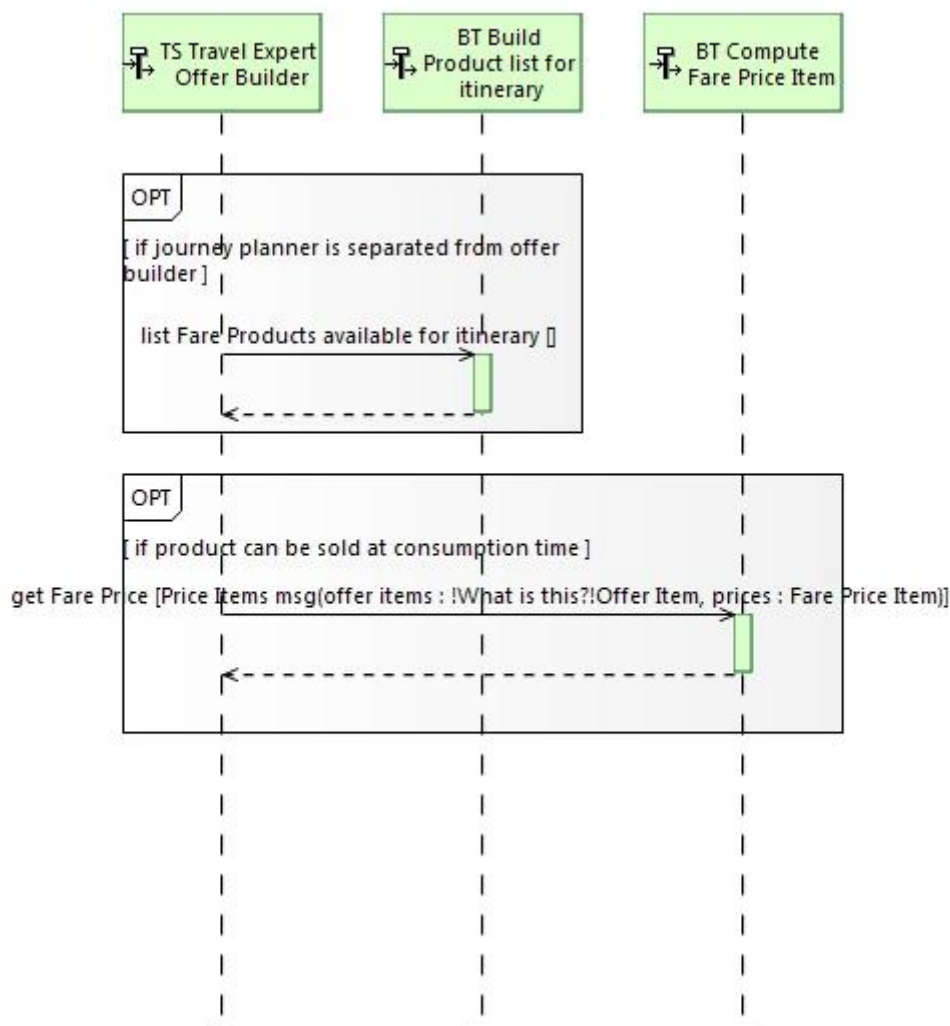 TS Travel Expert
Offer Builder
BT Build
Product list for
itinerary
BT Compute
Fare Price Item
OPT
[ if journey planner is separated from offer
builder ]
list Fare Products available for itinerary []
OPT
[ if product can be sold at consumption time ]
get Fare Price [Price Items msg(offer items : !What is this?!Offer Item, prices : Fare Price Item)]